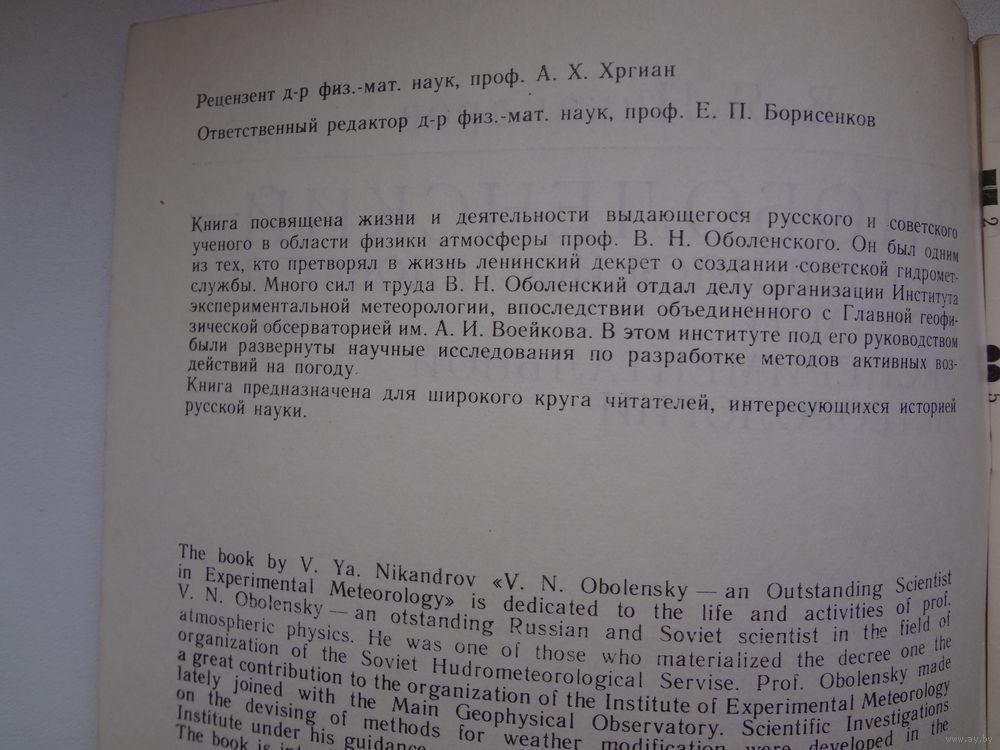 Рецензент д-р физ.-мат. наук, проф. А. Х. Хргиан
Ответственный редактор д-р физ.-мат. наук, проф. Е. П. Борисенков
Книга посвящена жизни и деятельности выдающегося русского и советского
ученого в области физики атмосферы проф. В. Н. Оболенского. Он был одним
из тех, кто претворял в жизнь ленинский декрет о создании советской гидромет-
службы. Много сил и труда В. Н. Оболенский отдал делу организации Института
экспериментальной метеорологии, впоследствии объединенного с Главной геофи-
зической обсерваторией им. А. И. Воейкова. В этом институте под его руководством
были развернуты научные исследования по разработке методов активных воз-
действий на погоду.
Книга предназначена для широкого круга читателей, интересующихся историей
русской науки.
The book by V. Ya. Nikandrov «V. N. Obolensky — an Outstanding Scientist
in Experimental Meteorology» is dedicated to the life and activities of prof.
V. N. Obolensky — an otstanding Russian and Soviet scientist in the field of
atmospheric physics. He was one of those who materialized the decree one the
organization of the Soviet Hudrometeorological Servise. Prof. Obolensky made
a great contribution to the organization of the Institute of Experimental Meteorology
lately joined with the Main Geophysical Observatory. Scientific Investigations
on the devising of methods for weather modification were developed in the
Institute under his guidance.
The book is
2
5
www.ay.by